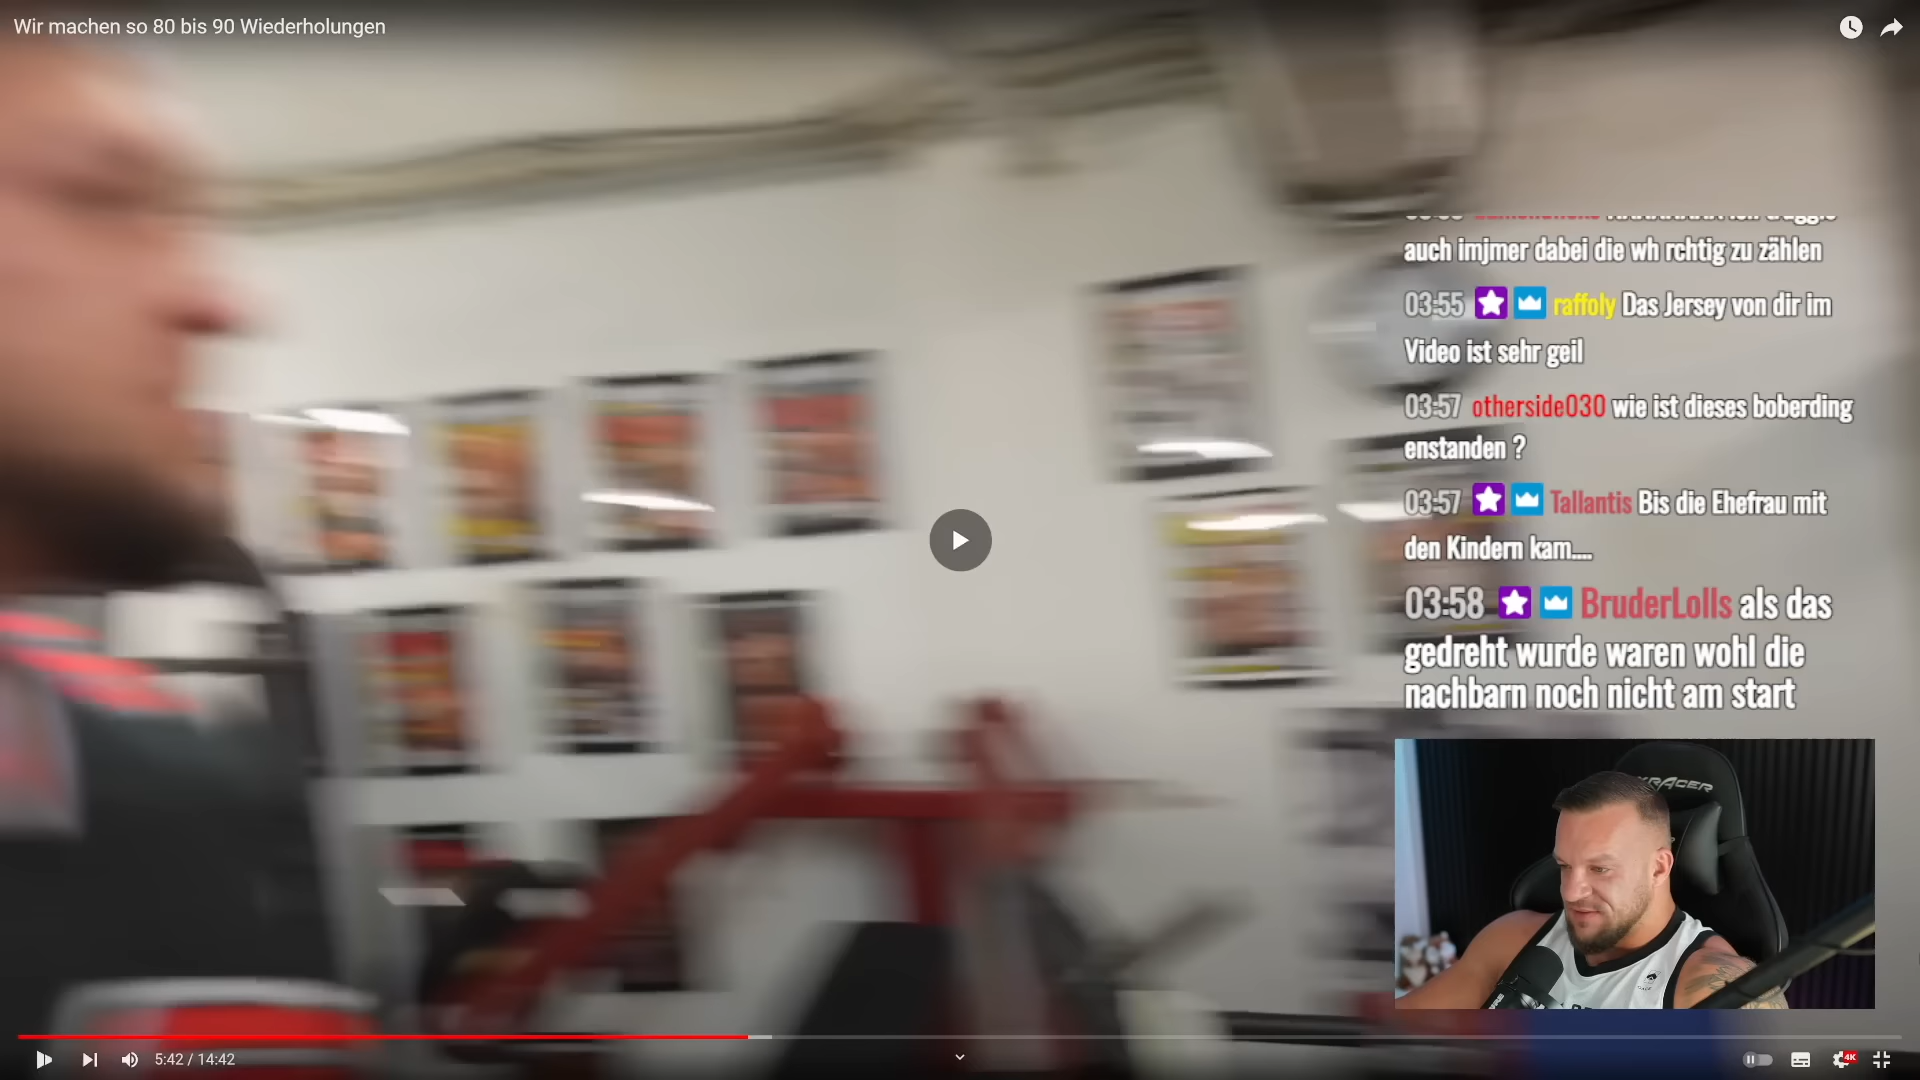 Wir machen so 80 bis 90 Wiederholungen
auch imjmer dabei die wh rchtig zu zählen
03:55 raffoly Das Jersey von dir im
Video ist sehr geil
03:57 otherside030 wie ist dieses boberding
enstanden ?
03:57 Tallantis Bis die Ehefrau mit
den Kindern kam....
03:58 BruderLolls als das
gedreht wurde waren wohl die
nachbarn noch nicht am start
5:42 / 14:42
4K